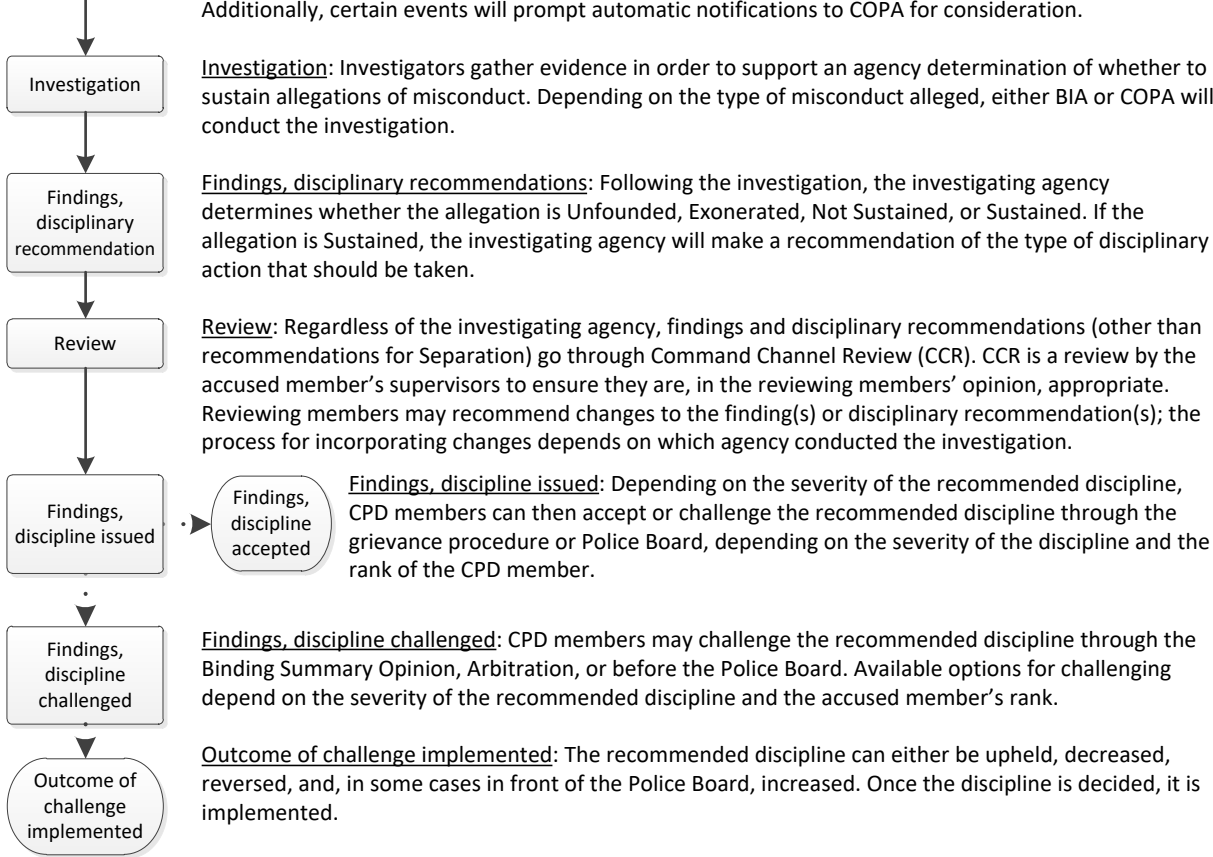 Additionally, certain events will prompt automatic notifications to COPA for consideration.
Investigation
Investigation: Investigators gather evidence in order to support an agency determination of whether to
sustain allegations of misconduct. Depending on the type of misconduct alleged, either BIA or COPA will
conduct the investigation.
Findings,
disciplinary
recommendation
Findings, disciplinary recommendations: Following the investigation, the investigating agency
determines whether the allegation is Unfounded, Exonerated, Not Sustained, or Sustained. If the
allegation is Sustained, the investigating agency will make a recommendation of the type of disciplinary
action that should be taken.
Review
Review: Regardless of the investigating agency, findings and disciplinary recommendations (other than
recommendations for Separation) go through Command Channel Review (CCR). CCR is a review by the
accused member’s supervisors to ensure they are, in the reviewing members’ opinion, appropriate.
Reviewing members may recommend changes to the finding(s) or disciplinary recommendation(s); the
process for incorporating changes depends on which agency conducted the investigation.
Findings,
discipline issued
Findings,
discipline
accepted
Findings, discipline issued: Depending on the severity of the recommended discipline,
CPD members can then accept or challenge the recommended discipline through the
grievance procedure or Police Board, depending on the severity of the discipline and the
rank of the CPD member.
Findings,
discipline
challenged
Findings, discipline challenged: CPD members may challenge the recommended discipline through the
Binding Summary Opinion, Arbitration, or before the Police Board. Available options for challenging
depend on the severity of the recommended discipline and the accused member’s rank.
Outcome of
challenge
implemented
Outcome of challenge implemented: The recommended discipline can either be upheld, decreased,
reversed, and, in some cases in front of the Police Board, increased. Once the discipline is decided, it is
implemented.